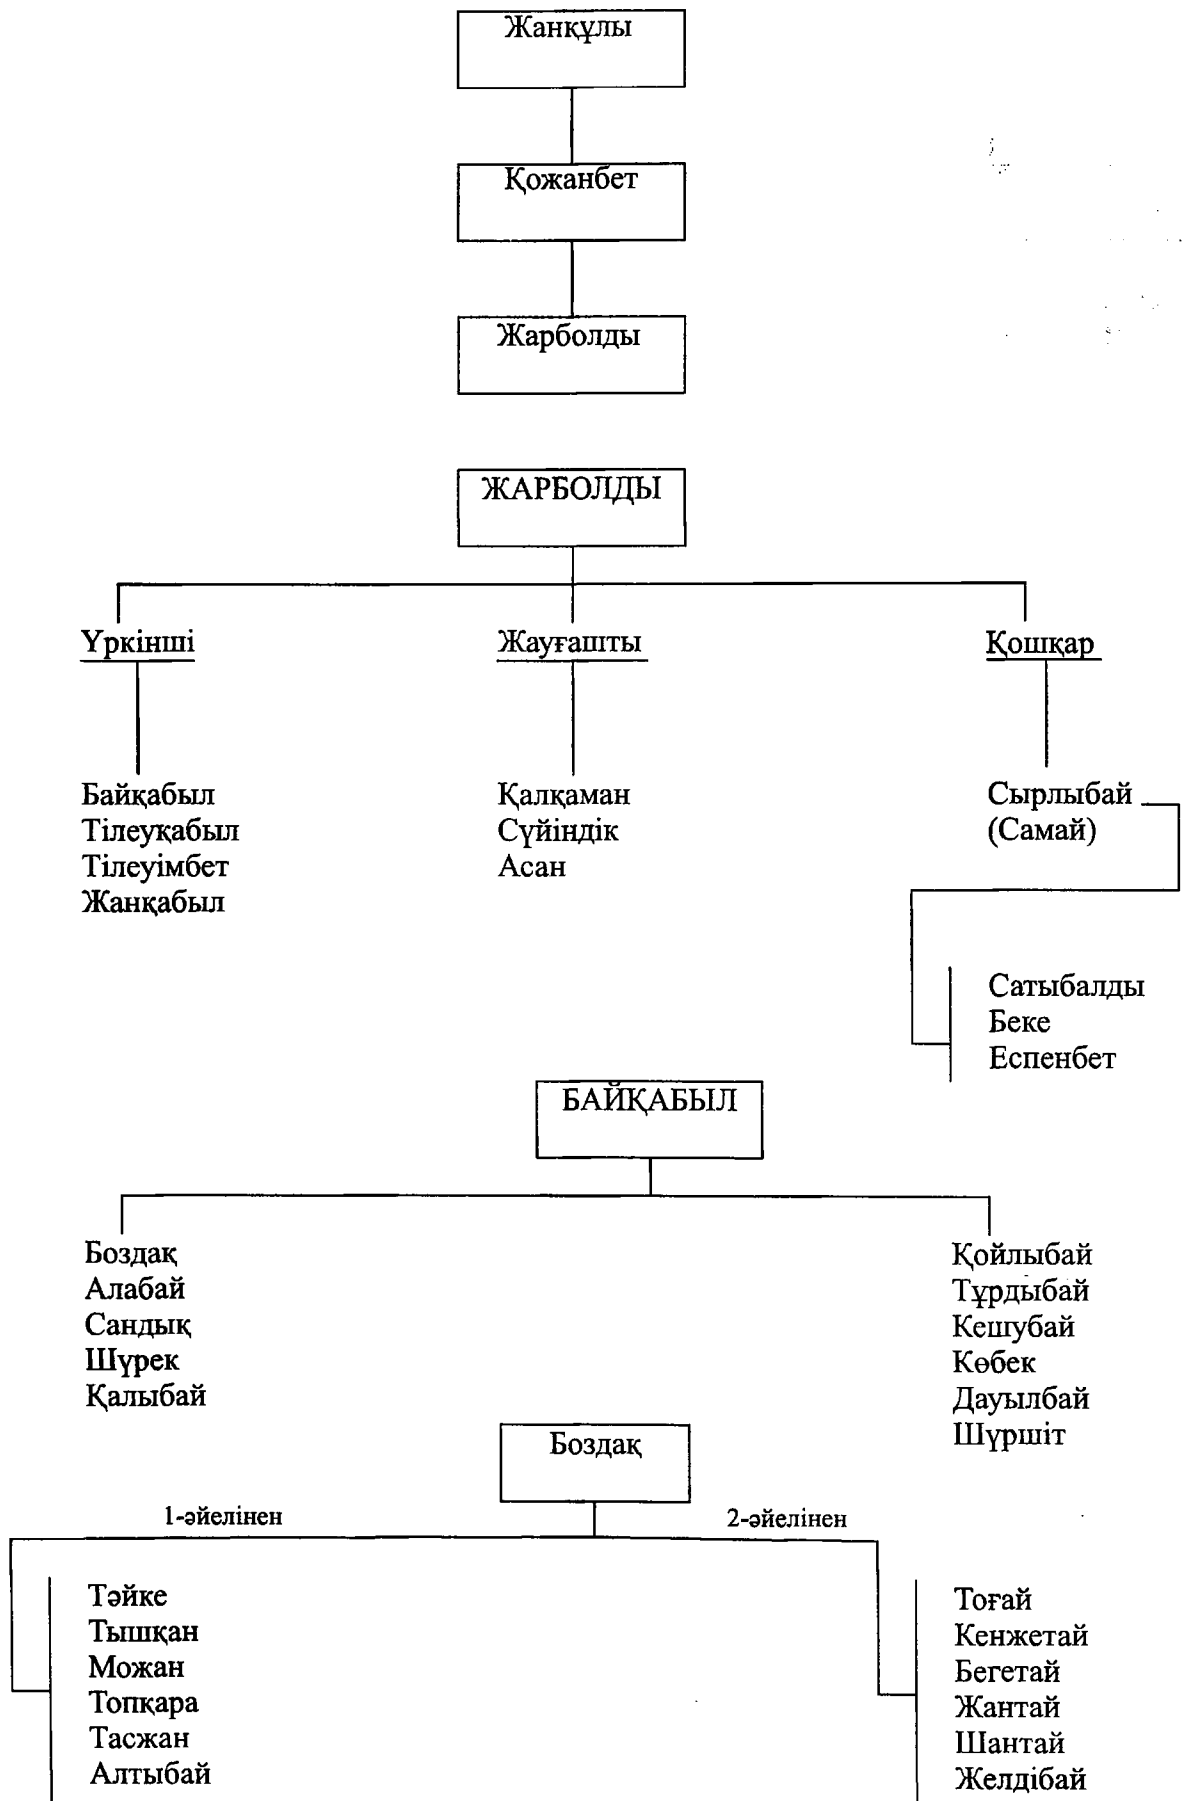 Жанқұлы
Қожанбет
Жарболды
ЖАРБОЛДЫ
Үркінші
Жауғашты
Қошқар
Байқабыл
Тілеуқабыл
Тілеуімбет
Жанқабыл
Қалқаман
Сүйіндік
Асан
Сырлыбай
(Самай)
Сатыбалды
Беке
Еспенбет
БАЙҚАБЫЛ
Боздақ
Алабай
Сандық
Шүрек
Қалыбай
Қойлыбай
Тұрдыбай
Кешубай
Көбек
Дауылбай
Шүршіт
Боздақ
1-әйелінен
2-әйелінен
Тәйке
Тышқан
Можан
Топқара
Тасжан
Алтыбай
Тоғай
Кенжетай
Бегетай
Жантай
Шантай
Желдібай